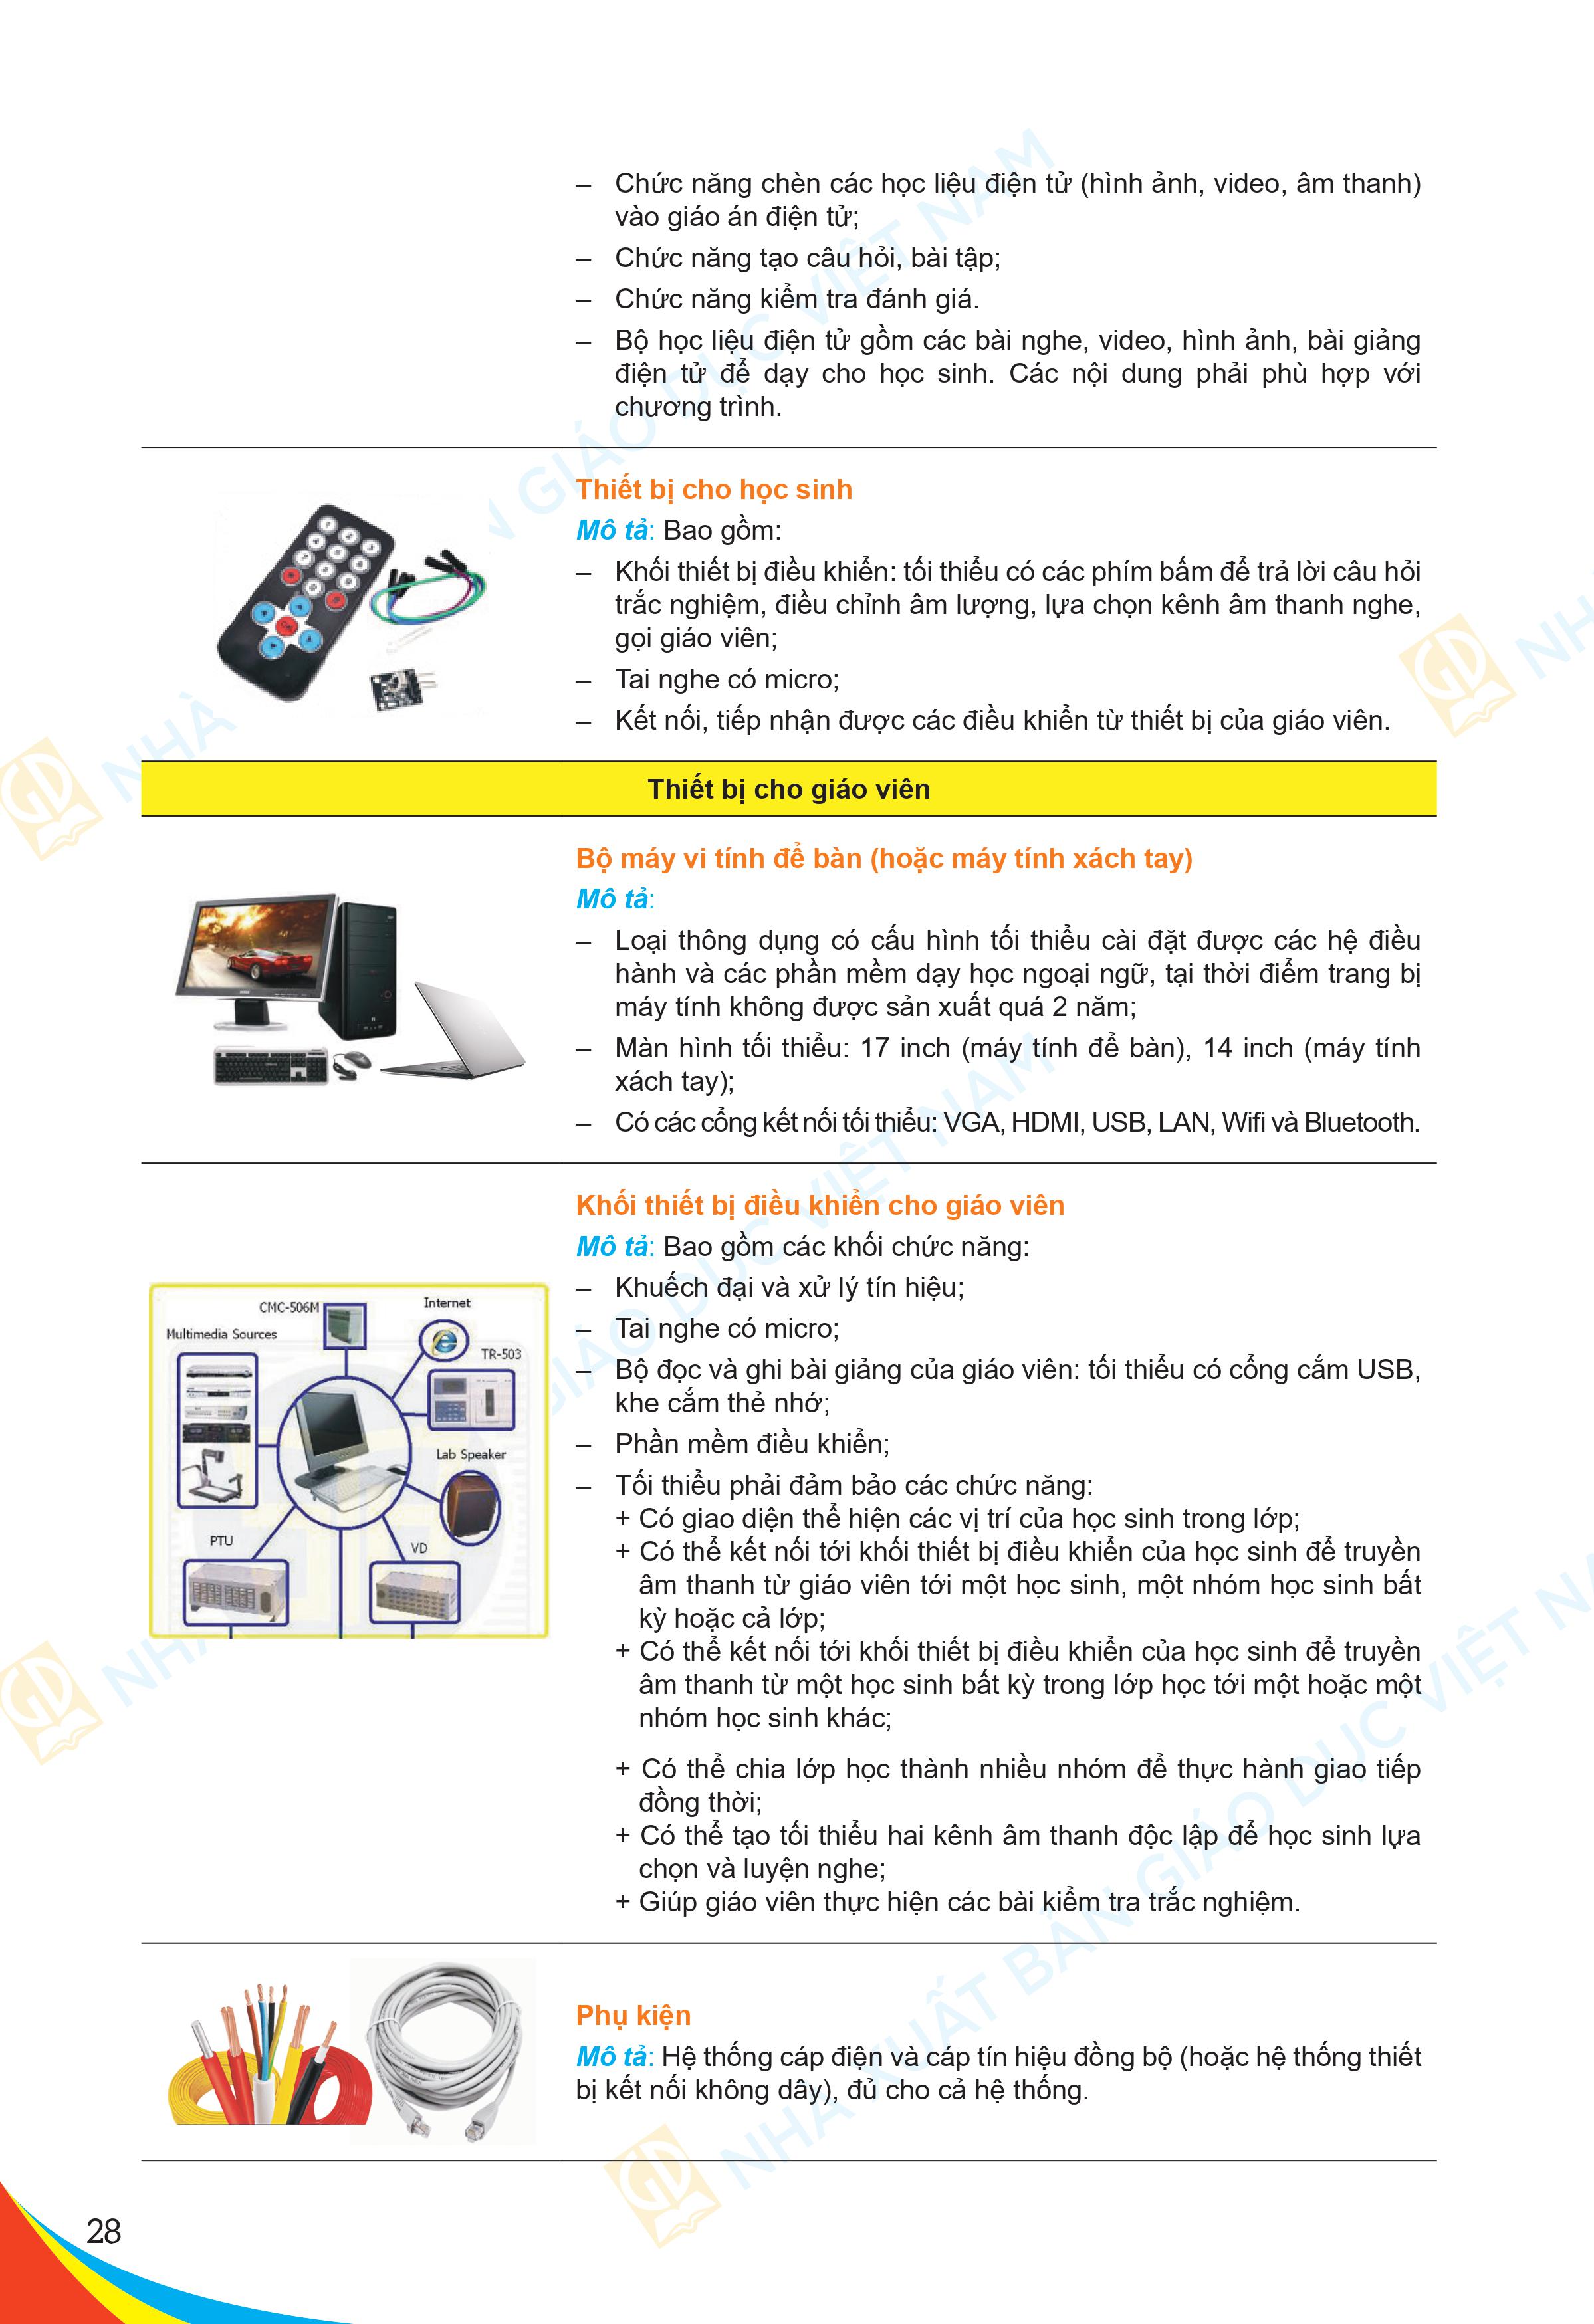 – Chức năng chèn các học liệu điện tử (hình ảnh, video, âm thanh)
vào giáo án điện tử;
– Chức năng tạo câu hỏi, bài tập;
– Chức năng kiểm tra đánh giá.
– Bộ học liệu điện tử gồm các bài nghe, video, hình ảnh, bài giảng
điện tử để dạy cho học sinh. Các nội dung phải phù hợp với
chương trình.
Thiết bị cho học sinh
Mô tả: Bao gồm:
– Khối thiết bị điều khiển: tối thiểu có các phím bấm để trả lời câu hỏi
trắc nghiệm, điều chỉnh âm lượng, lựa chọn kênh âm thanh nghe,
gọi giáo viên;
– Tai nghe có micro;
– Kết nối, tiếp nhận được các điều khiển từ thiết bị của giáo viên.
Thiết bị cho giáo viên
Bộ máy vi tính để bàn (hoặc máy tính xách tay)
Mô tả:
– Loại thông dụng có cấu hình tối thiểu cài đặt được các hệ điều
hành và các phần mềm dạy học ngoại ngữ, tại thời điểm trang bị
máy tính không được sản xuất quá 2 năm;
– Màn hình tối thiểu: 17 inch (máy tính để bàn), 14 inch (máy tính
xách tay);
– Có các cổng kết nối tối thiểu: VGA, HDMI, USB, LAN, Wifi và Bluetooth.
Khối thiết bị điều khiển cho giáo viên
Mô tả: Bao gồm các khối chức năng:
– Khuếch đại và xử lý tín hiệu;
– Tai nghe có micro;
– Bộ đọc và ghi bài giảng của giáo viên: tối thiểu có cổng cắm USB,
khe cắm thẻ nhớ;
– Phần mềm điều khiển;
– Tối thiểu phải đảm bảo các chức năng:
+ Có giao diện thể hiện các vị trí của học sinh trong lớp;
+ Có thể kết nối tới khối thiết bị điều khiển của học sinh để truyền
âm thanh từ giáo viên tới một học sinh, một nhóm học sinh bất
kỳ hoặc cả lớp;
+ Có thể kết nối tới khối thiết bị điều khiển của học sinh để truyền
âm thanh từ một học sinh bất kỳ trong lớp học tới một hoặc một
nhóm học sinh khác;
+ Có thể chia lớp học thành nhiều nhóm để thực hành giao tiếp
đồng thời;
+ Có thể tạo tối thiểu hai kênh âm thanh độc lập để học sinh lựa
chọn và luyện nghe;
+ Giúp giáo viên thực hiện các bài kiểm tra trắc nghiệm.
CMC-506M
Internet
Multimedia Sources
TR-503
Lab Speaker
PTU
VD
Phụ kiện
Mô tả: Hệ thống cáp điện và cáp tín hiệu đồng bộ (hoặc hệ thống thiết
bị kết nối không dây), đủ cho cả hệ thống.
28
NHÀ XUẤT BẢN GIÁO DỤC VIỆT NAM